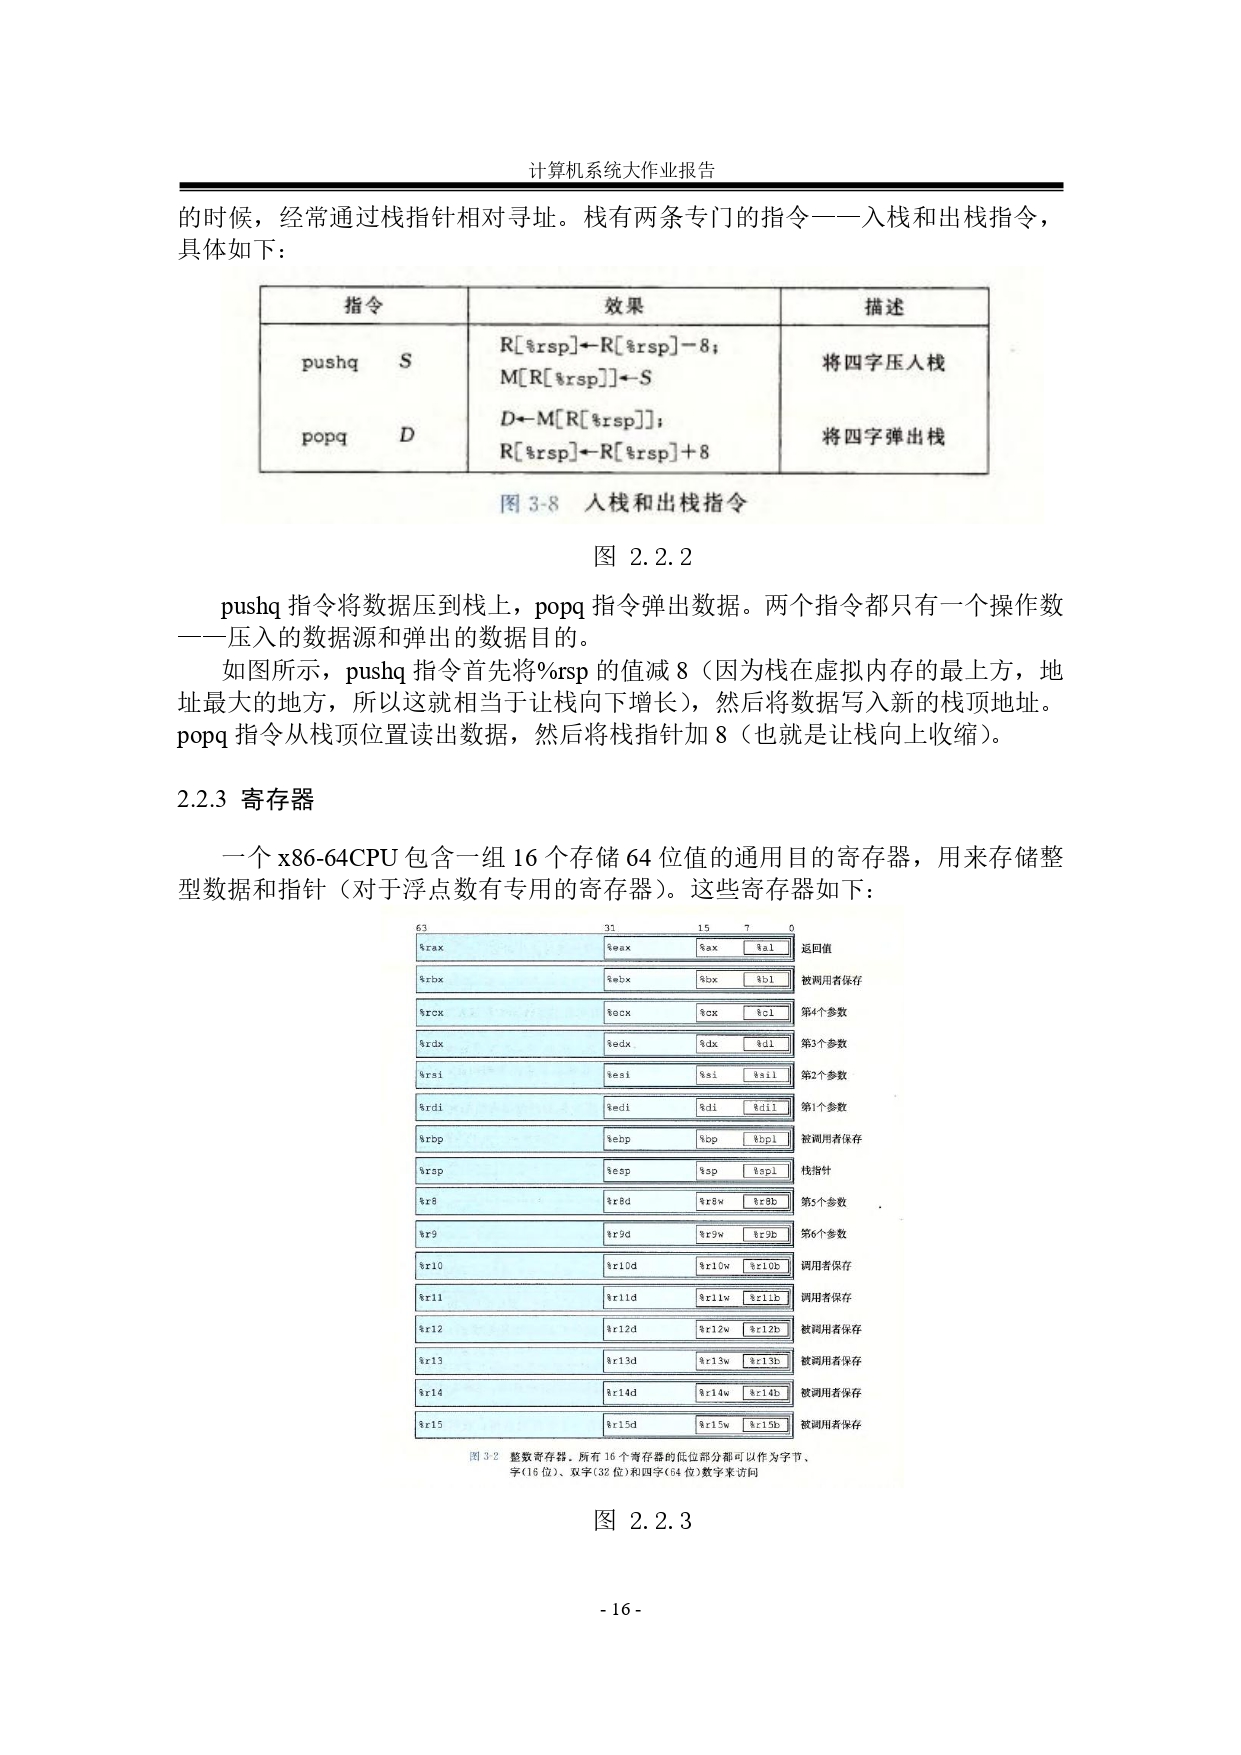 计算机系统大作业报告
的时候，经常通过栈指针相对寻址。栈有两条专门的指令——入栈和出栈指令，
具体如下：
指令 效果 描述
pushq S R[%rsp]←R[%rsp]－8； 将四字压入栈
M[R[%rsp]]←S
popq D D←M[R[%rsp]]； 将四字弹出栈
R[%rsp]←R[%rsp]＋8
图 3-8 入栈和出栈指令
图 2.2.2
pushq 指令将数据压到栈上，popq 指令弹出数据。两个指令都只有一个操作数
——压入的数据源和弹出的数据目的。
如图所示，pushq 指令首先将%rsp 的值减 8（因为栈在虚拟内存的最上方，地
址最大的地方，所以这就相当于让栈向下增长），然后将数据写入新的栈顶地址。
popq 指令从栈顶位置读出数据，然后将栈指针加 8（也就是让栈向上收缩）。
2.2.3 寄存器
一个 x86-64CPU 包含一组 16 个存储 64 位值的通用目的寄存器，用来存储整
型数据和指针（对于浮点数有专用的寄存器）。这些寄存器如下：
63 31 15 7 0
%rax %eax %ax %al 返回值
%rbx %ebx %bx %bl 被调用者保存
%rcx %ecx %cx %cl 第4个参数
%rdx %edx %dx %dl 第3个参数
%rsi %esi %si %sil 第2个参数
%rdi %edi %di %dil 第1个参数
%rbp %ebp %bp %bpl 被调用者保存
%rsp %esp %sp %spl 栈指针
%r8 %r8d %r8w %r8b 第5个参数
%r9 %r9d %r9w %r9b 第6个参数
%r10 %r10d %r10w %r10b 调用者保存
%r11 %r11d %r11w %r11b 调用者保存
%r12 %r12d %r12w %r12b 被调用者保存
%r13 %r13d %r13w %r13b 被调用者保存
%r14 %r14d %r14w %r14b 被调用者保存
%r15 %r15d %r15w %r15b 被调用者保存
图 3-2 整数寄存器。所有 16 个寄存器的低位部分都可以作为字节、
字(16 位)、双字(32 位)和四字(64 位)数字来访问
图 2.2.3
- 16 -